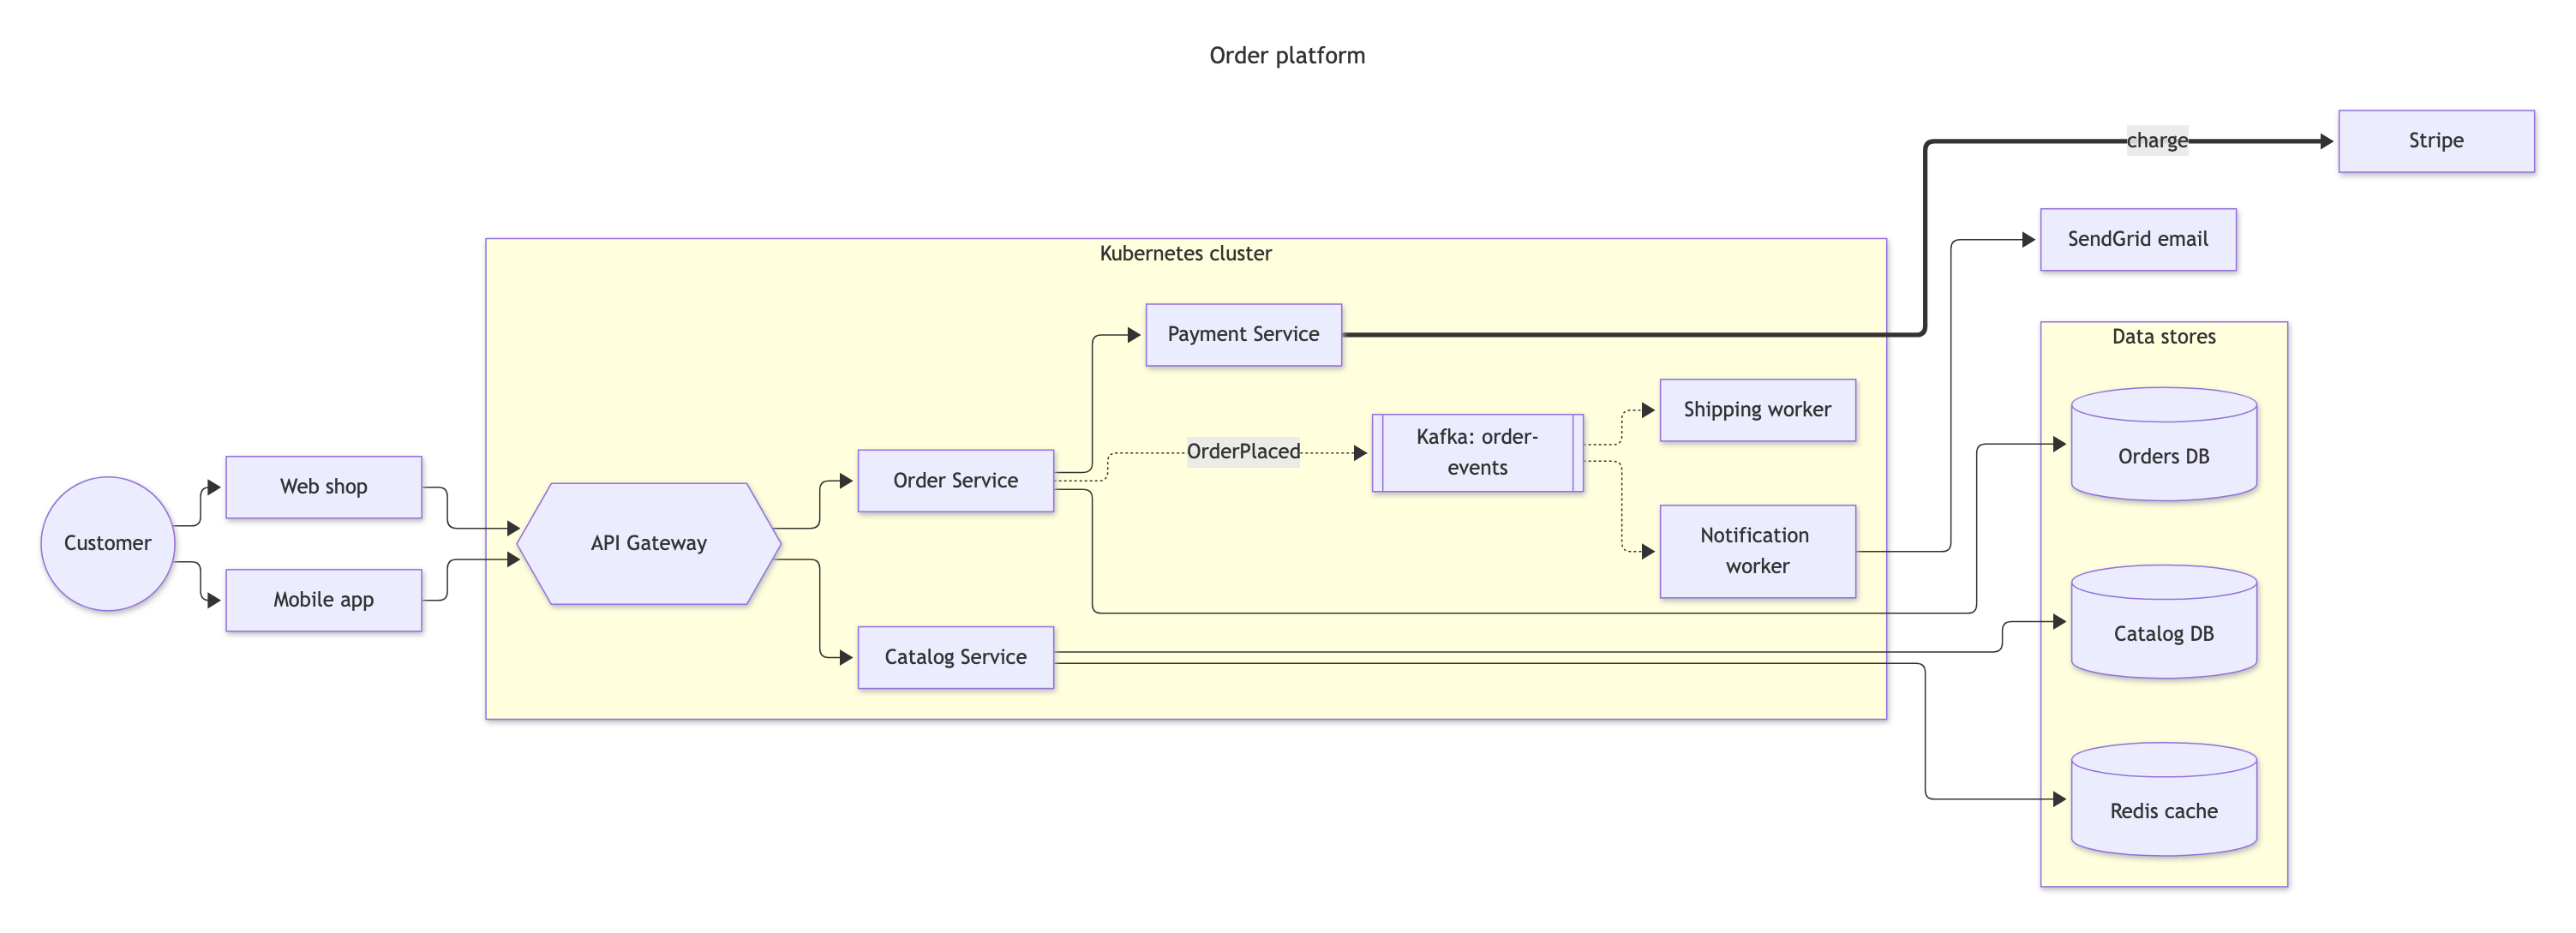 Order platform
charge
Stripe
SendGrid email
Kubernetes cluster
Payment Service
Data stores
Shipping worker
Kafka: order-
events
OrderPlaced
Orders DB
Order Service
Web shop
Customer
API Gateway
Notification
worker
Mobile app
Catalog Service
Catalog DB
Redis cache